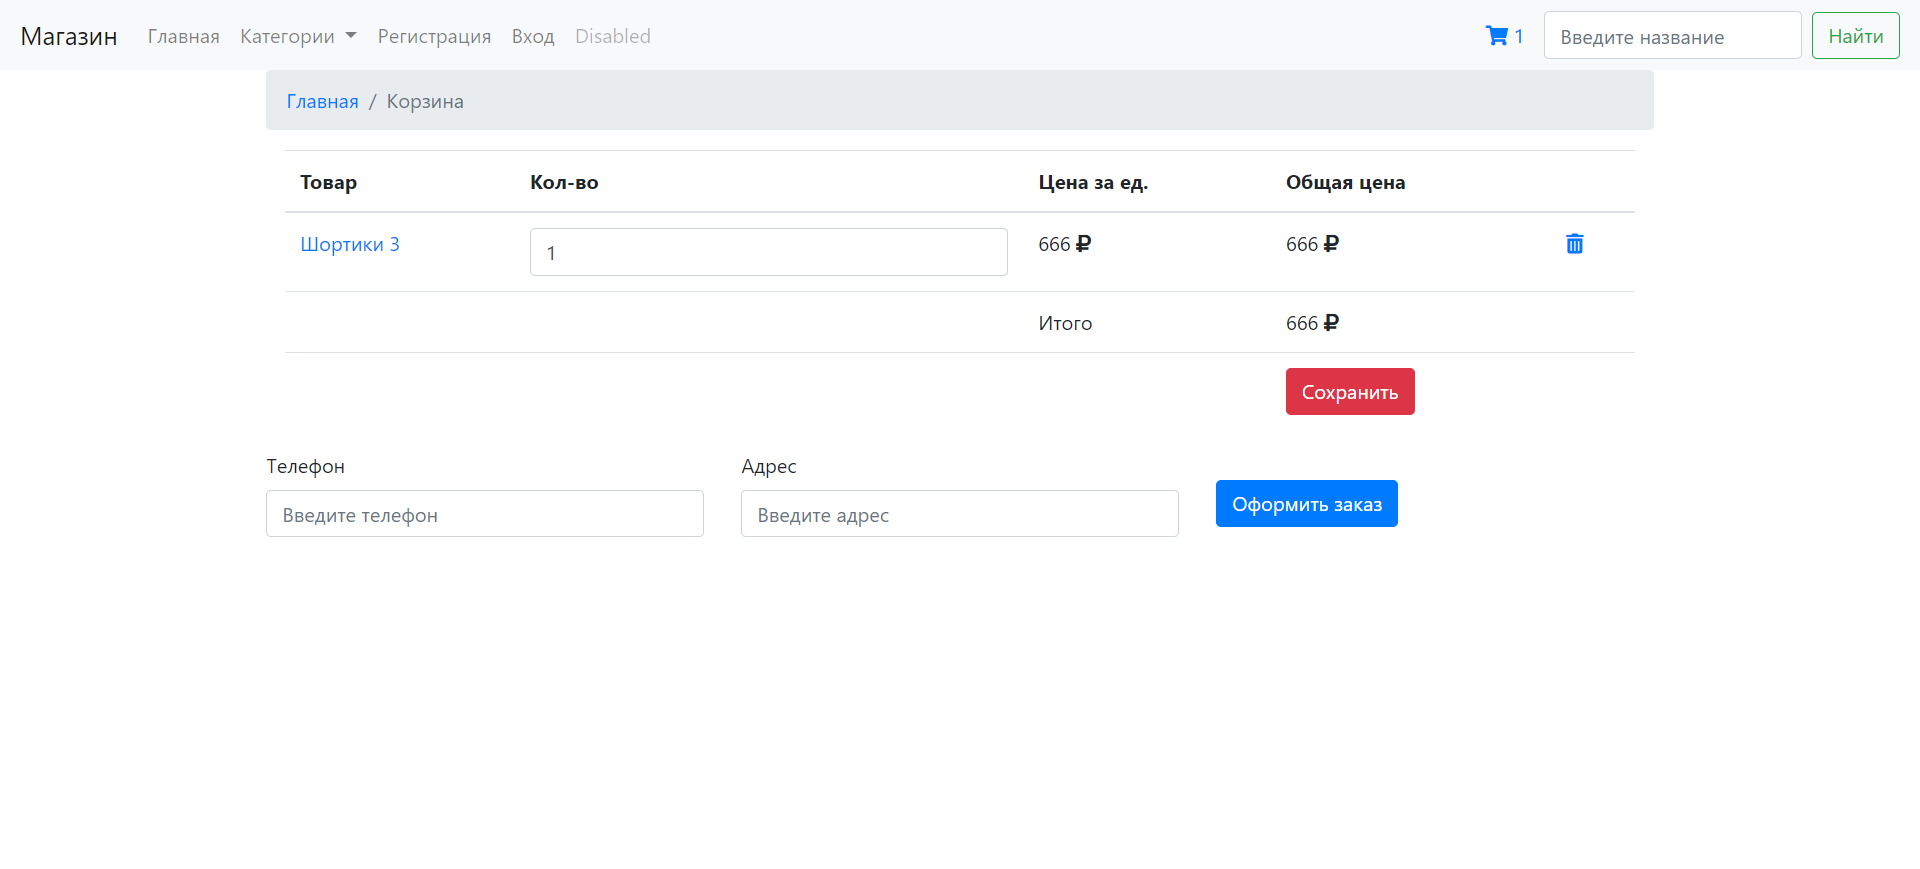 Магазин Главная Категории Регистрация Вход Disabled 1 Введите название Найти
Главная / Корзина
Товар Кол-во Цена за ед. Общая цена
Шортики 3 1 666 ₽ 666 ₽
Итого 666 ₽
Сохранить
Телефон Адрес
Введите телефон Введите адрес Оформить заказ